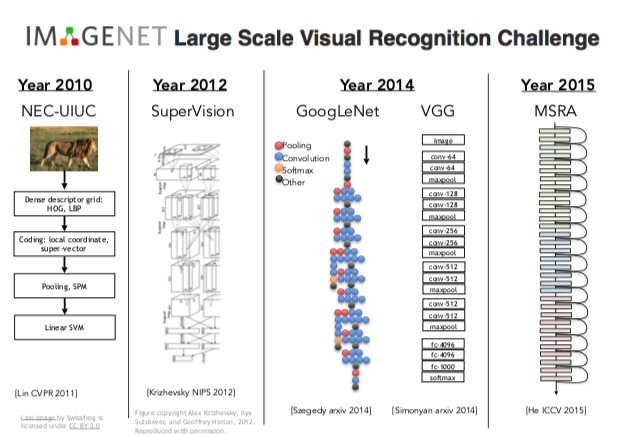 IMAGENET Large Scale Visual Recognition Challenge
Year 2010
NEC-UIUC
Dense descriptor grid:
HOG, LBP
Coding: local coordinate,
super-vector
Pooling, SPM
Linear SVM
[Lin CVPR 2011]
Lion image by Swissfrog is
licensed under CC BY 3.0
Year 2012
SuperVision
[Krizhevsky NIPS 2012]
Figure copyright Alex Krizhevsky, Ilya
Sutskever, and Geoffrey Hinton, 2012.
Reproduced with permission.
Year 2014
GoogLeNet
Pooling
Convolution
Softmax
Other
[Szegedy arxiv 2014]
VGG
Image
conv-64
conv-64
maxpool
conv-128
conv-128
maxpool
conv-256
conv-256
maxpool
conv-512
conv-512
maxpool
conv-512
conv-512
maxpool
fc-4096
fc-4096
fc-1000
softmax
[Simonyan arxiv 2014]
Year 2015
MSRA
[He ICCV 2015]